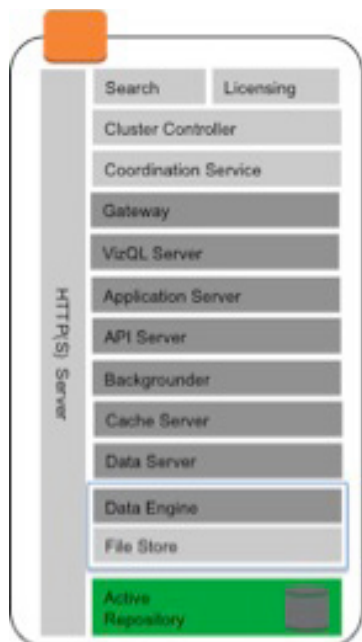 Search
Licensing
Cluster Controller
Coordination Service
Gateway
VizQL Server
Application Server
API Server
Backgrounder
Cache Server
Data Server
Data Engine
File Store
Active
Repository
HTTP(S) Server